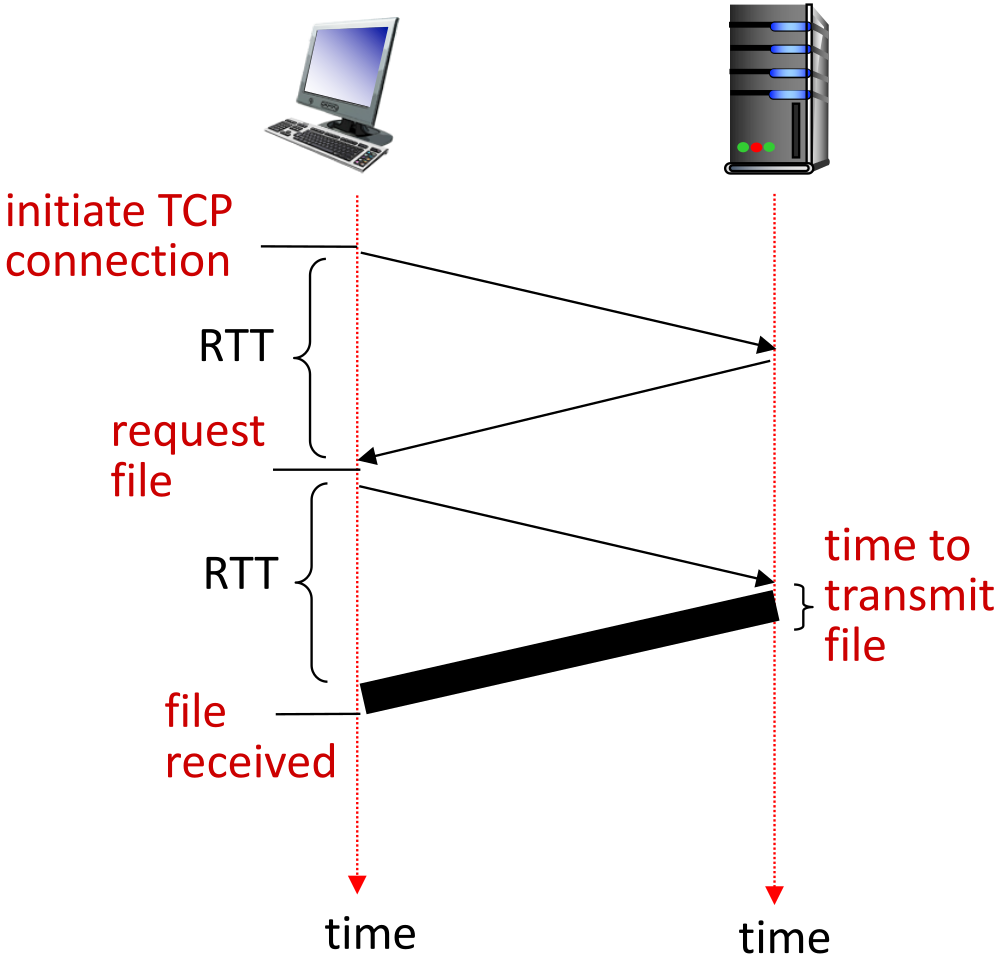 initiate TCP
connection
RTT
request
file
RTT
time to
transmit
file
file
received
time
time